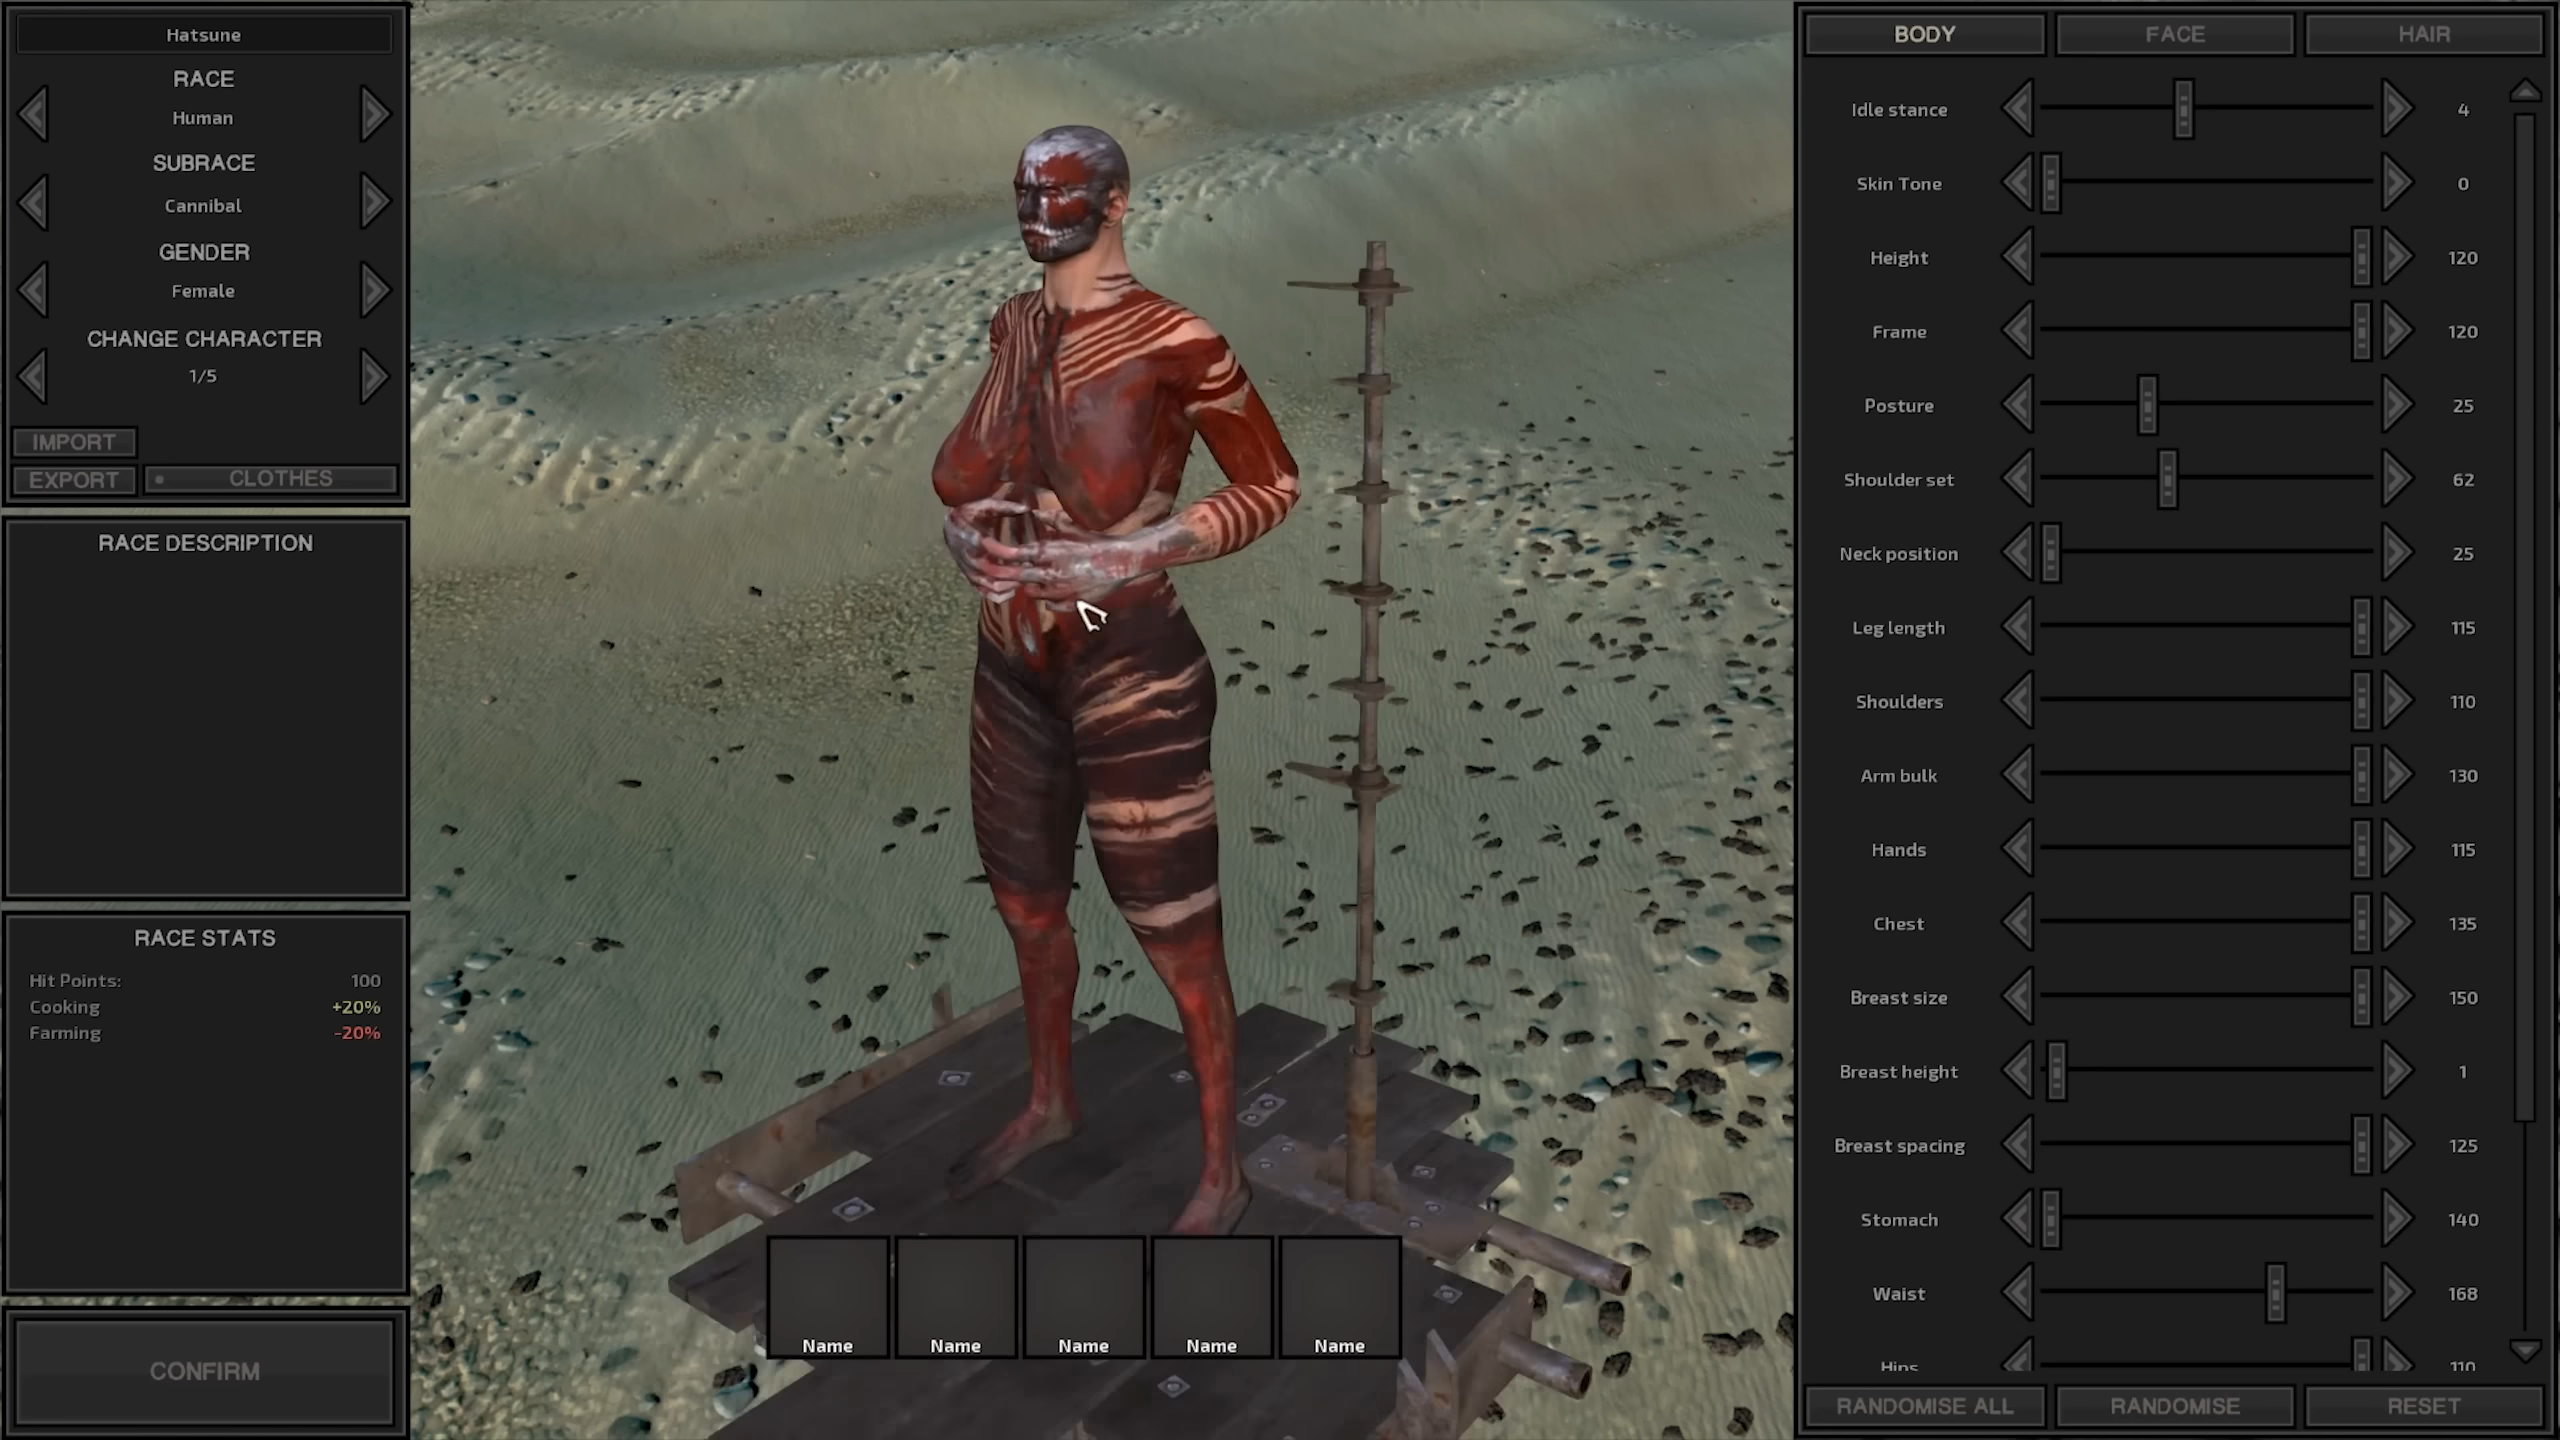 Hatsune
RACE
Human
SUBRACE
Cannibal
GENDER
Female
CHANGE CHARACTER
1/5
IMPORT
EXPORT
CLOTHES
RACE DESCRIPTION
RACE STATS
Hit Points: 100
Cooking +20%
Farming -20%
CONFIRM
Name Name Name Name Name
BODY FACE HAIR
Idle stance 4
Skin Tone 0
Height 120
Frame 120
Posture 25
Shoulder set 62
Neck position 25
Leg length 115
Shoulders 110
Arm bulk 130
Hands 115
Chest 135
Breast size 150
Breast height 1
Breast spacing 125
Stomach 140
Waist 168
Hips 110
RANDOMISE ALL RANDOMISE RESET